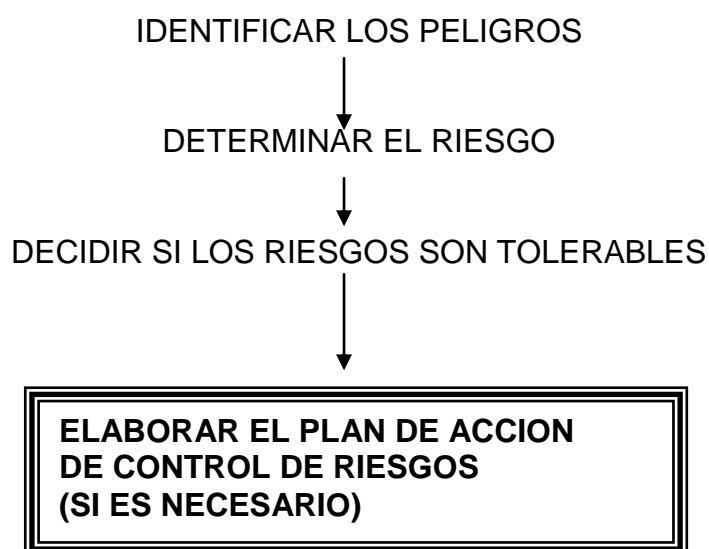 IDENTIFICAR LOS PELIGROS
DETERMINAR EL RIESGO
DECIDIR SI LOS RIESGOS SON TOLERABLES
ELABORAR EL PLAN DE ACCION
DE CONTROL DE RIESGOS
(SI ES NECESARIO)